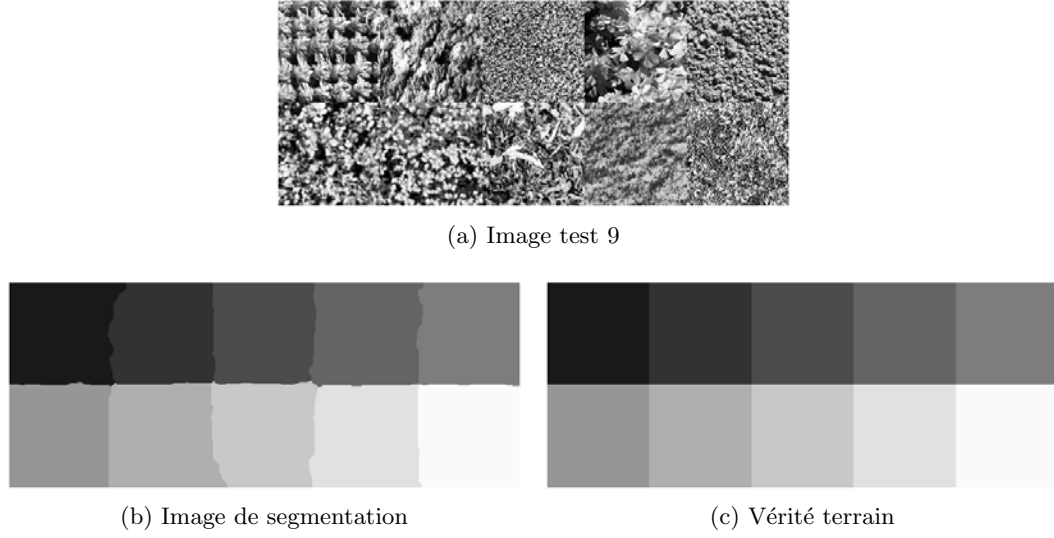 (a) Image test 9
(b) Image de segmentation
(c) Vérité terrain